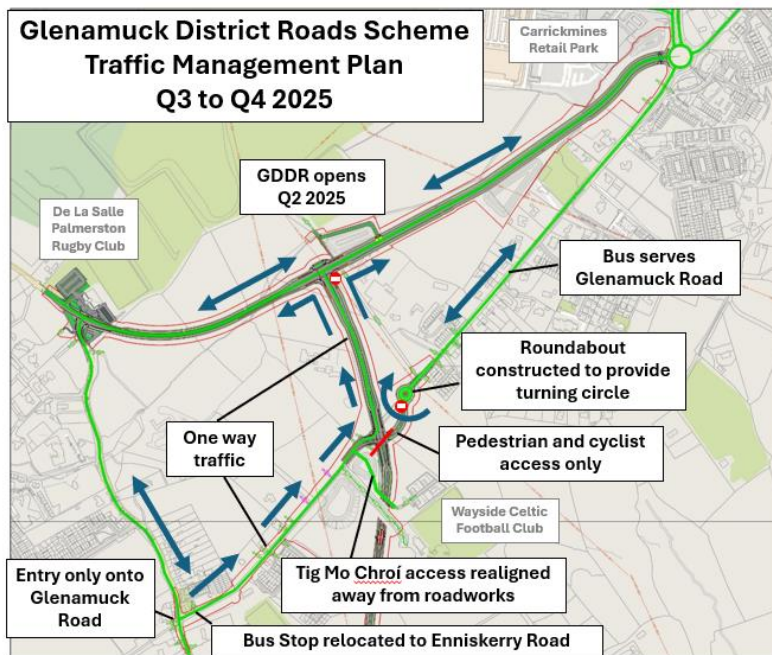 Glenamuck District Roads Scheme
Traffic Management Plan
Q3 to Q4 2025
Carrickmines
Retail Park
GDDR opens
Q2 2025
De La Salle
Palmerston
Rugby Club
Bus serves
Glenamuck Road
Roundabout
constructed to provide
turning circle
One way
traffic
Pedestrian and cyclist
access only
Wayside Celtic
Football Club
Entry only onto
Glenamuck
Road
Tig Mo Chroí access realigned
away from roadworks
Bus Stop relocated to Enniskerry Road